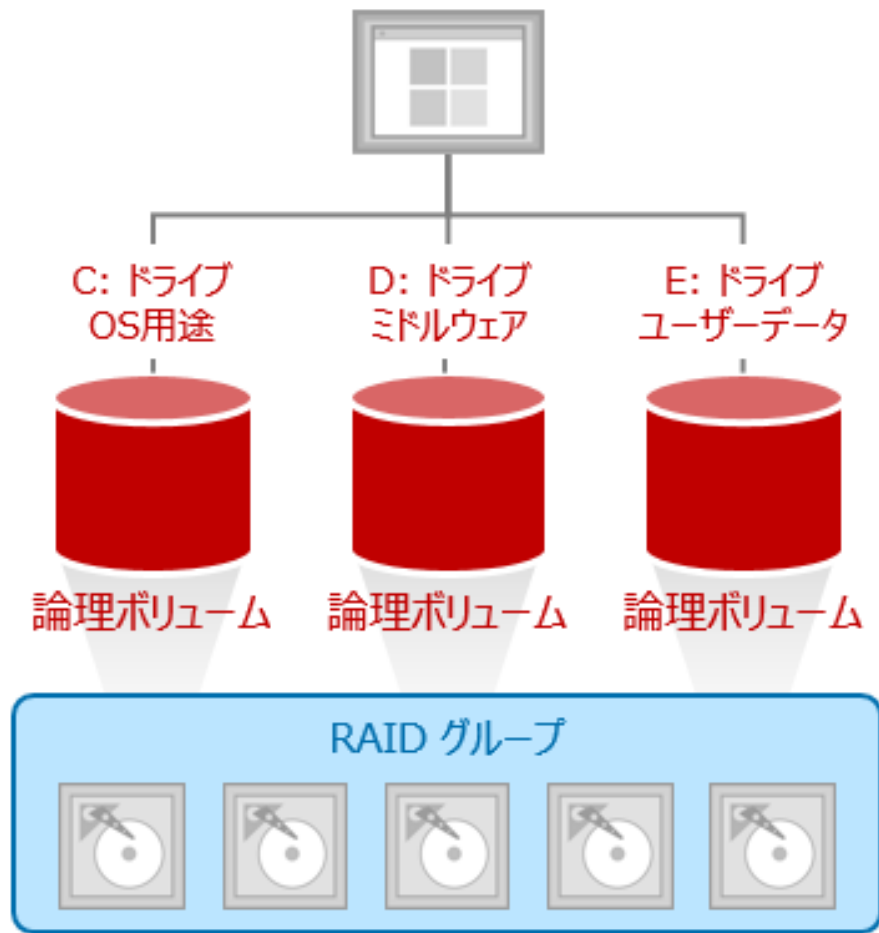 C: ドライブ
OS用途
D: ドライブ
ミドルウェア
E: ドライブ
ユーザーデータ
論理ボリューム
論理ボリューム
論理ボリューム
RAID グループ